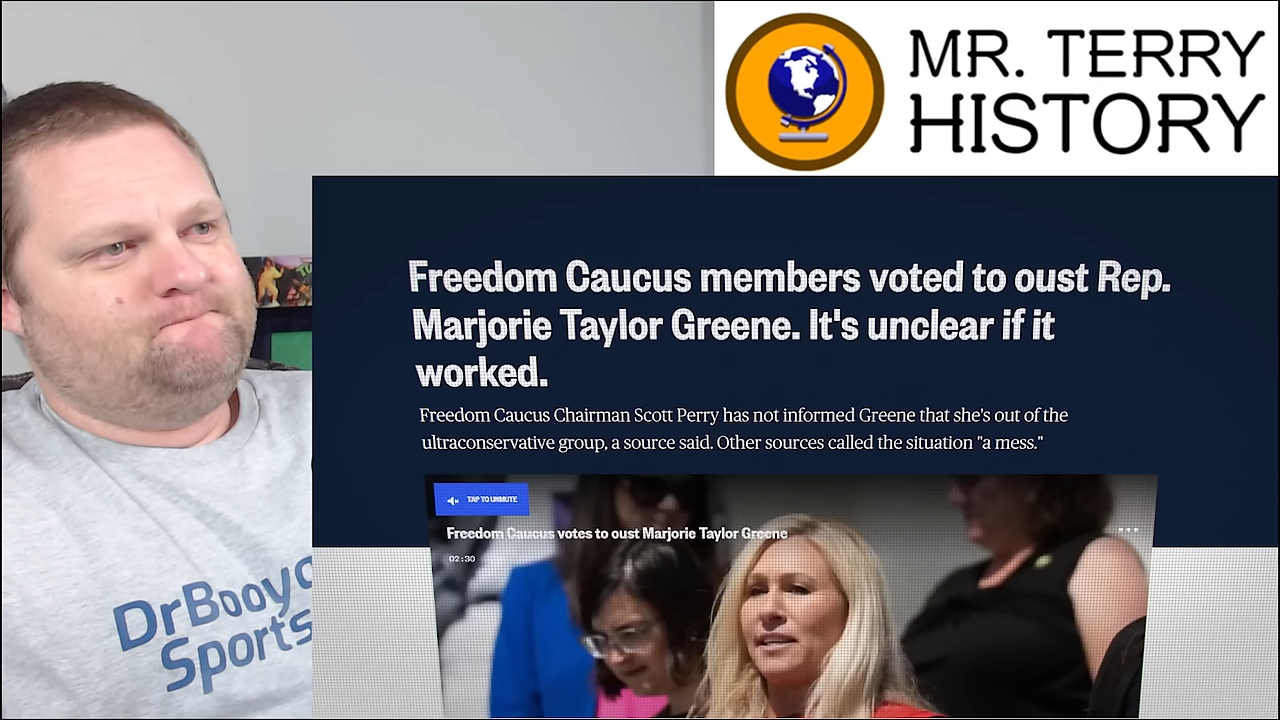 MR. TERRY
HISTORY
Freedom Caucus members voted to oust Rep.
Marjorie Taylor Greene. It's unclear if it
worked.
Freedom Caucus Chairman Scott Perry has not informed Greene that she's out of the
ultraconservative group, a source said. Other sources called the situation "a mess."
TAP TO UNMUTE
Freedom Caucus votes to oust Marjorie Taylor Greene
02:30
DrBooyo
Sports